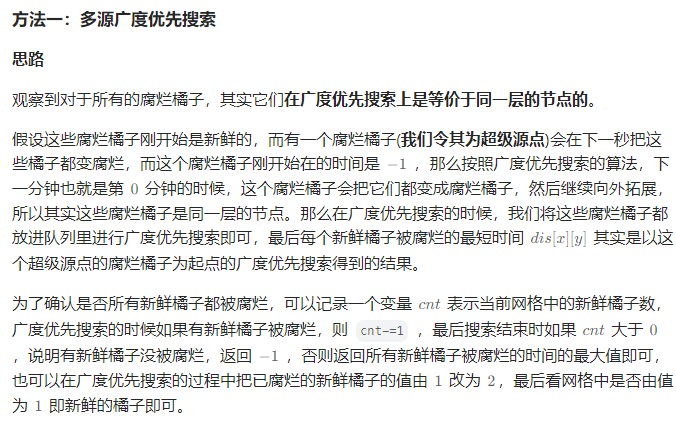 方法一：多源广度优先搜索
思路
观察到对于所有的腐烂橘子，其实它们在广度优先搜索上是等价于同一层的节点的。
假设这些腐烂橘子刚开始是新鲜的，而有一个腐烂橘子(我们令其为超级源点)会在下一秒把这
些橘子都变腐烂，而这个腐烂橘子刚开始在的时间是 −1 ，那么按照广度优先搜索的算法，下
一分钟也就是第 0 分钟的时候，这个腐烂橘子会把它们都变成腐烂橘子，然后继续向外拓展，
所以其实这些腐烂橘子是同一层的节点。那么在广度优先搜索的时候，我们将这些腐烂橘子都
放进队列里进行广度优先搜索即可，最后每个新鲜橘子被腐烂的最短时间 dis[x][y] 其实是以这
个超级源点的腐烂橘子为起点的广度优先搜索得到的结果。
为了确认是否所有新鲜橘子都被腐烂，可以记录一个变量 cnt 表示当前网格中的新鲜橘子数，
广度优先搜索的时候如果有新鲜橘子被腐烂，则 cnt-=1 ，最后搜索结束时如果 cnt 大于 0
，说明有新鲜橘子没被腐烂，返回 −1 ，否则返回所有新鲜橘子被腐烂的时间的最大值即可，
也可以在广度优先搜索的过程中把已腐烂的新鲜橘子的值由 1 改为 2，最后看网格中是否由值
为 1 即新鲜的橘子即可。